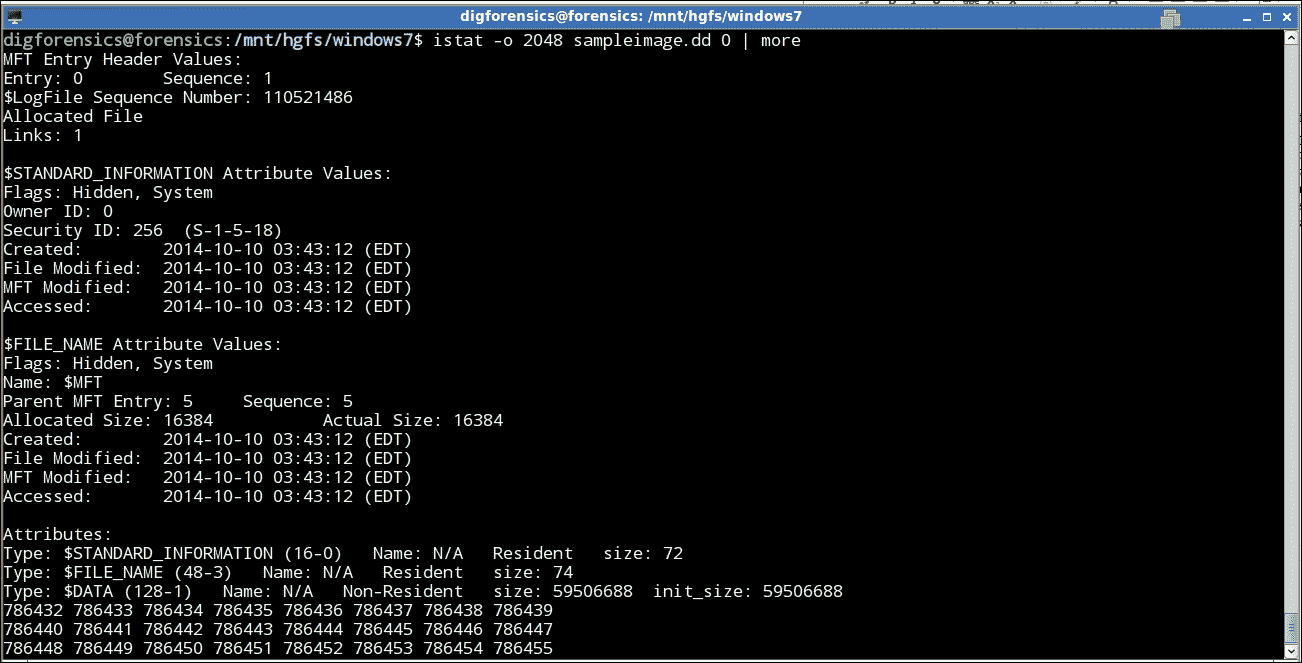 digforensics@forensics: /mnt/hgfs/windows7
digforensics@forensics:/mnt/hgfs/windows7$ istat -o 2048 sampleimage.dd 0 | more
MFT Entry Header Values:
Entry: 0        Sequence: 1
$LogFile Sequence Number: 110521486
Allocated File
Links: 1
$STANDARD_INFORMATION Attribute Values:
Flags: Hidden, System
Owner ID: 0
Security ID: 256  (S-1-5-18)
Created:        2014-10-10 03:43:12 (EDT)
File Modified:  2014-10-10 03:43:12 (EDT)
MFT Modified:   2014-10-10 03:43:12 (EDT)
Accessed:       2014-10-10 03:43:12 (EDT)
$FILE_NAME Attribute Values:
Flags: Hidden, System
Name: $MFT
Parent MFT Entry: 5     Sequence: 5
Allocated Size: 16384           Actual Size: 16384
Created:        2014-10-10 03:43:12 (EDT)
File Modified:  2014-10-10 03:43:12 (EDT)
MFT Modified:   2014-10-10 03:43:12 (EDT)
Accessed:       2014-10-10 03:43:12 (EDT)
Attributes:
Type: $STANDARD_INFORMATION (16-0)   Name: N/A   Resident   size: 72
Type: $FILE_NAME (48-3)   Name: N/A   Resident   size: 74
Type: $DATA (128-1)   Name: N/A   Non-Resident   size: 59506688  init_size: 59506688
786432 786433 786434 786435 786436 786437 786438 786439
786440 786441 786442 786443 786444 786445 786446 786447
786448 786449 786450 786451 786452 786453 786454 786455